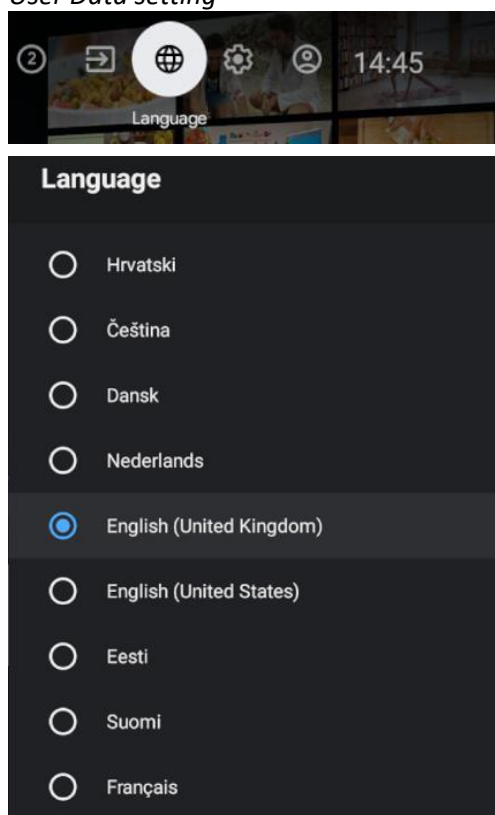 User Data setting
2
14:45
Language
Language
Hrvatski
Čeština
Dansk
Nederlands
English (United Kingdom)
English (United States)
Eesti
Suomi
Français